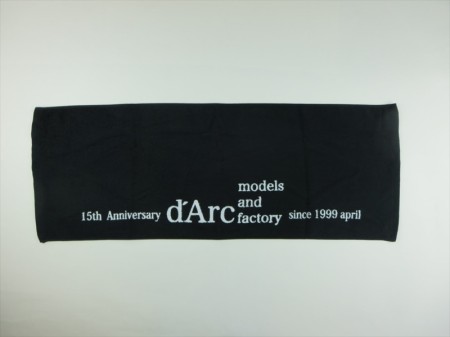 models
and
15th Anniversary d'Arc factory since 1999 april